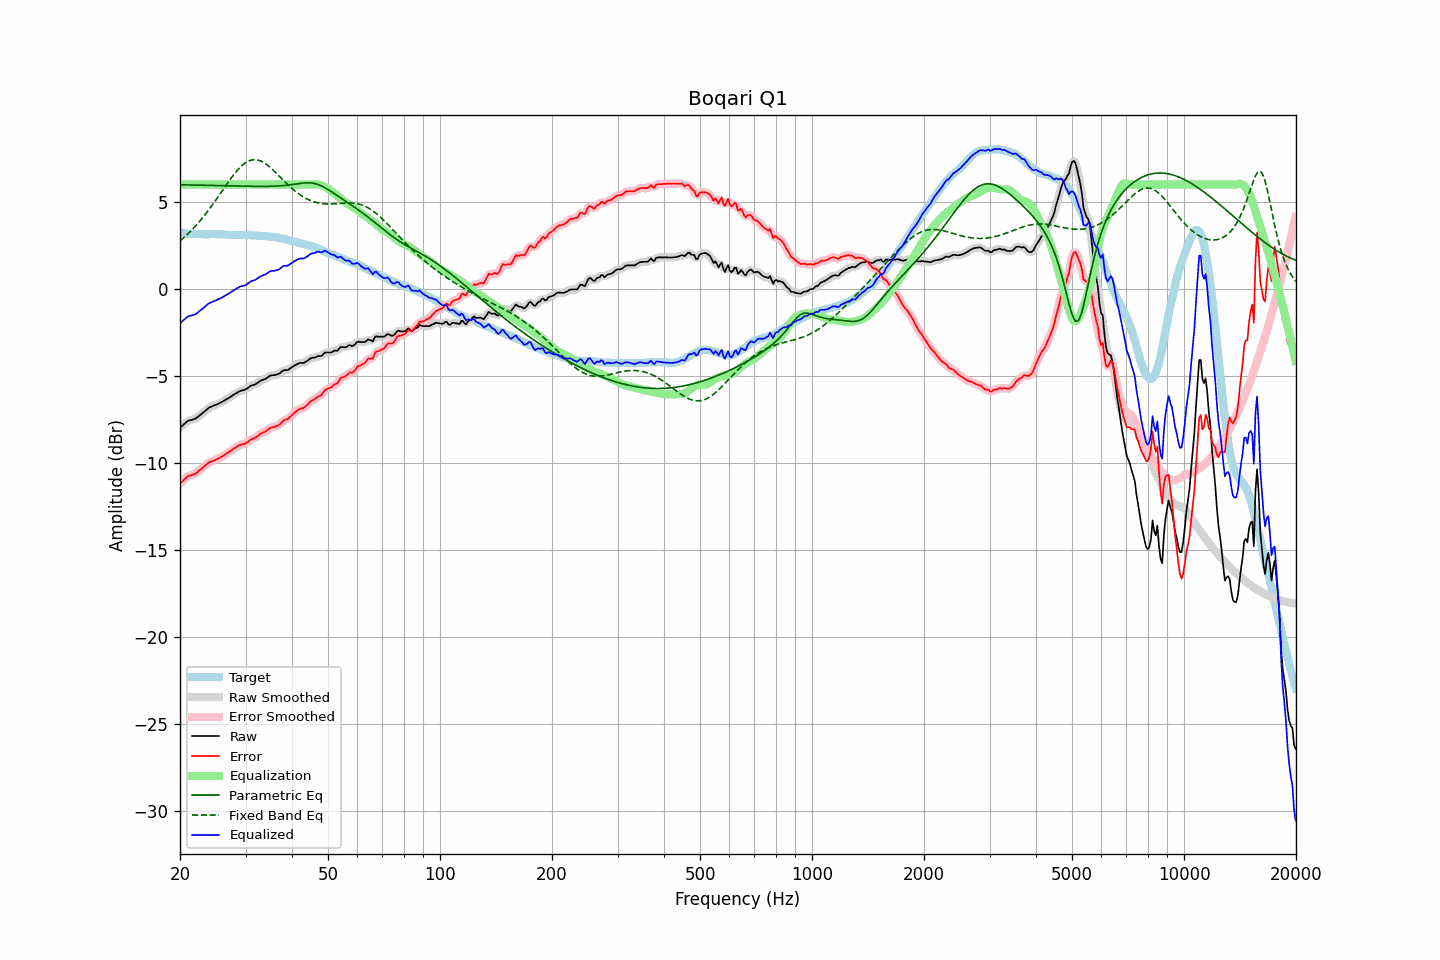 Boqari Q1
Amplitude (dBr)
5
0
−5
−10
−15
−20
−25
−30
Target
Raw Smoothed
Error Smoothed
Raw
Error
Equalization
Parametric Eq
Fixed Band Eq
Equalized
20 50 100 200 500 1000 2000 5000 10000 20000
Frequency (Hz)